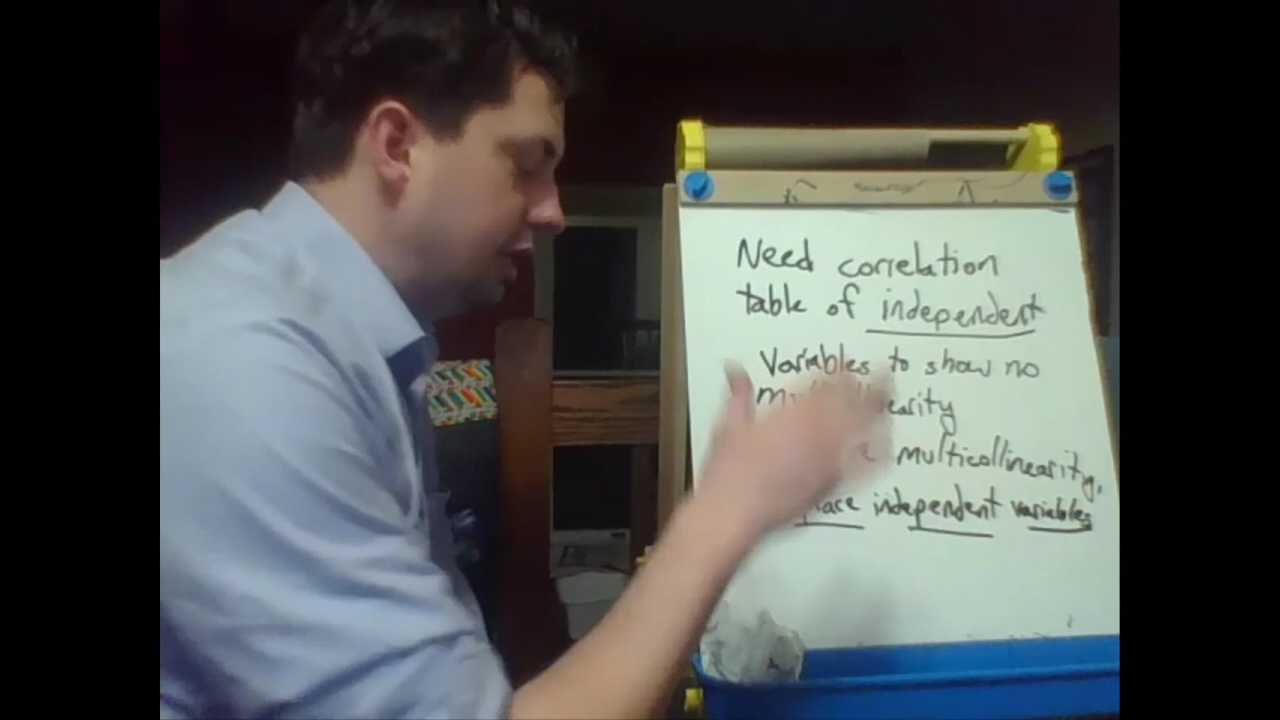 Need correlation
table of independent
Variables to show no
multicollinearity,
independent variables